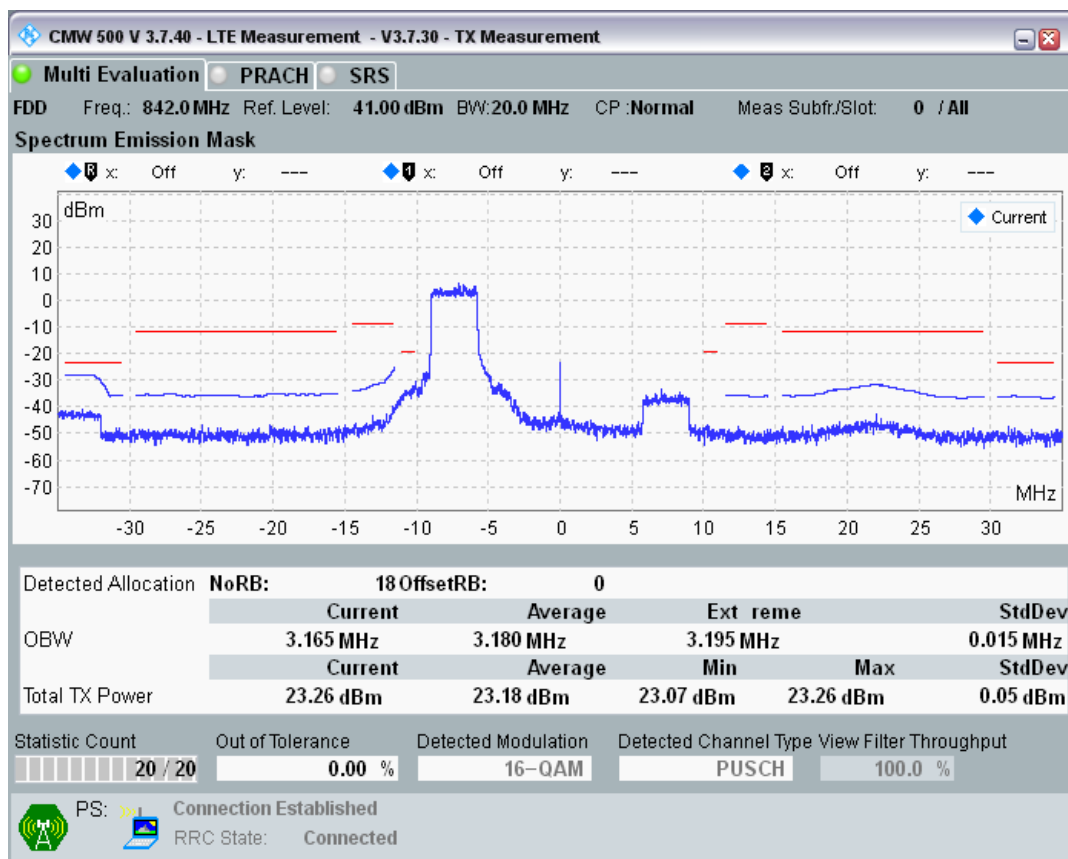 CMW 500 V 3.7.40 - LTE Measurement - V3.7.30 - TX Measurement
Multi Evaluation PRACH SRS
FDD Freq.: 842.0 MHz Ref. Level: 41.00 dBm BW:20.0 MHz CP :Normal Meas Subfr./Slot: 0 / All
Spectrum Emission Mask
R x: Off y: --- 1 x: Off y: --- 2 x: Off y: ---
dBm
Current
30
20
10
0
-10
-20
-30
-40
-50
-60
-70
MHz
-30 -25 -20 -15 -10 -5 0 5 10 15 20 25 30
Detected Allocation NoRB: 18 OffsetRB: 0
Current Average Ext reme StdDev
OBW 3.165 MHz 3.180 MHz 3.195 MHz 0.015 MHz
Current Average Min Max StdDev
Total TX Power 23.26 dBm 23.18 dBm 23.07 dBm 23.26 dBm 0.05 dBm
Statistic Count Out of Tolerance Detected Modulation Detected Channel Type View Filter Throughput
20 / 20 0.00 % 16-QAM PUSCH 100.0 %
PS: Connection Established
RRC State: Connected